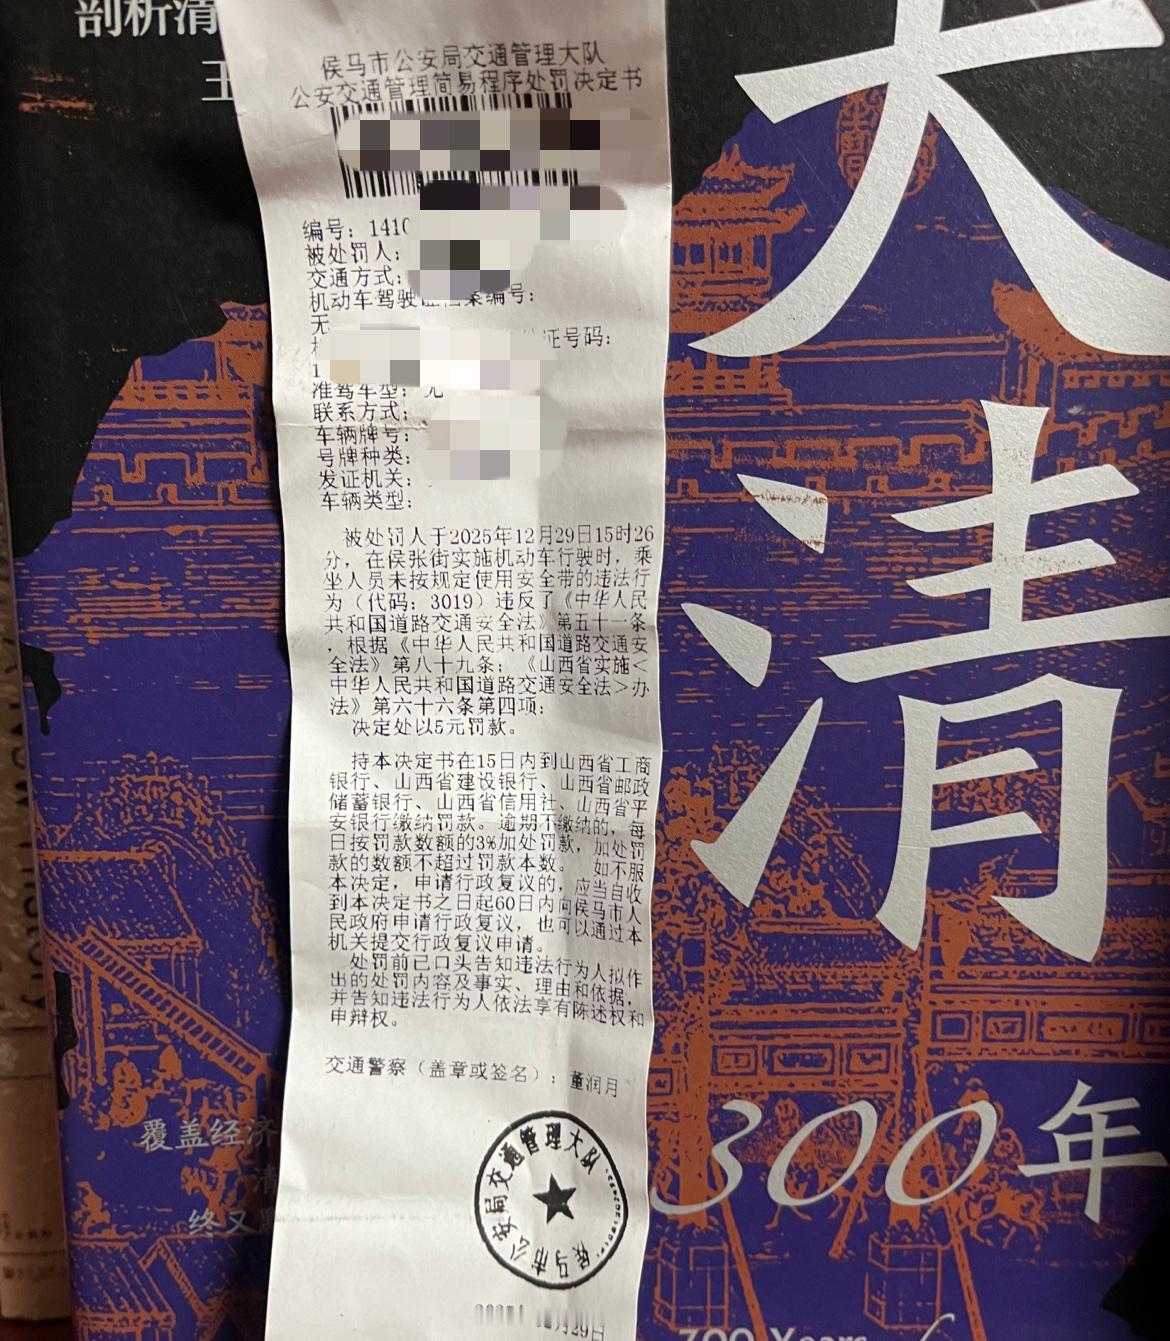 剖析清
王
大
清
300年
覆盖经济
清
终又
侯马市公安局交通管理大队
公安交通管理简易程序处罚决定书
编号：1410
被处罚人：
交通方式：
机动车驾驶证档案编号：
无
证号码：
1
准驾车型：无
联系方式：
车辆牌号：
号牌种类：
发证机关：
车辆类型：
被处罚人于2025年12月29日15时26
分，在侯张街实施机动车行驶时，乘
坐人员未按规定使用安全带的违法行
为（代码：3019）违反了《中华人民
共和国道路交通安全法》第五十一条
，根据《中华人民共和国道路交通安
全法》第八十九条；《山西省实施<
中华人民共和国道路交通安全法>办
法》第六十六条第四项；
决定处以5元罚款。
持本决定书在15日内到山西省工商
银行、山西省建设银行、山西省邮政
储蓄银行、山西省信用社、山西省平
安银行缴纳罚款。逾期不缴纳的，每
日按罚款数额的3%加处罚款，加处罚
款的数额不超过罚款本数。 如不服
本决定，申请行政复议的，应当自收
到本决定书之日起60日内向侯马市人
民政府申请行政复议，也可以通过本
机关提交行政复议申请。
处罚前已口头告知违法行为人拟作
出的处罚内容及事实、理由和依据，
并告知违法行为人依法享有陈述权和
申辩权。
交通警察（盖章或签名）：董润月
侯马市公安局交通管理大队
月29日
300 Years